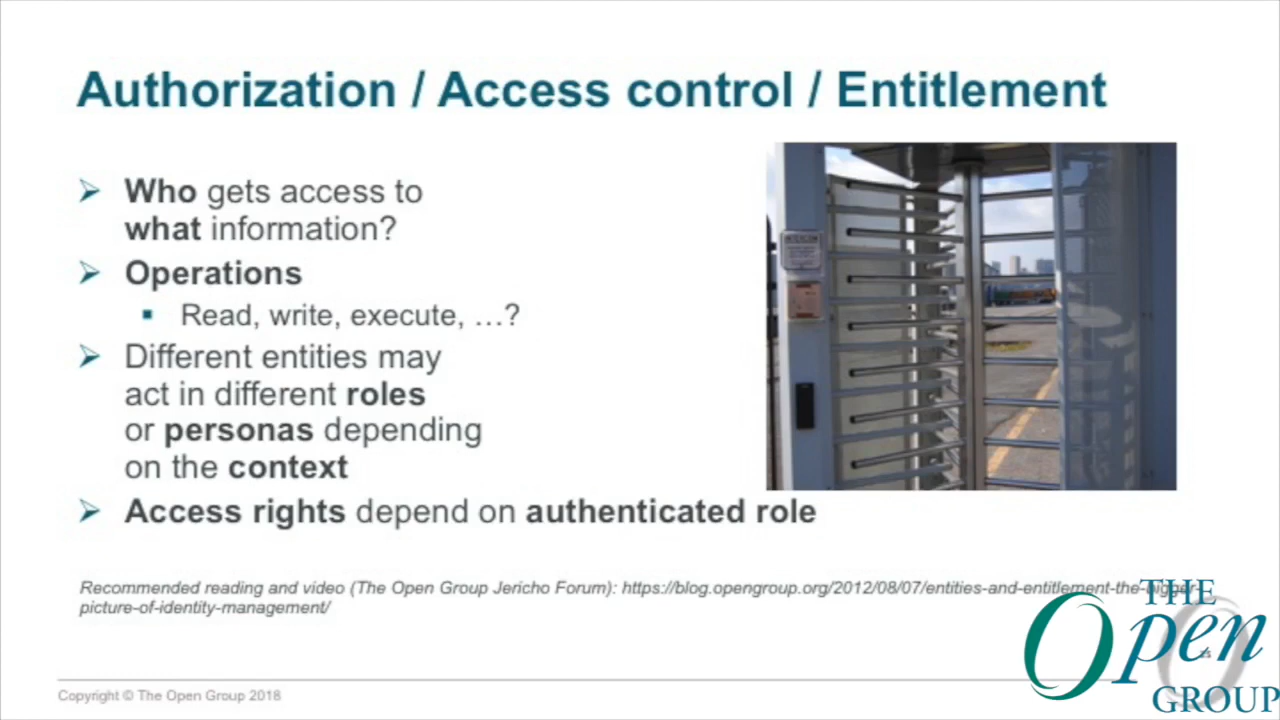 Authorization / Access control / Entitlement
Who gets access to
what information?
Operations
Read, write, execute, …?
Different entities may
act in different roles
or personas depending
on the context
Access rights depend on authenticated role
Recommended reading and video (The Open Group Jericho Forum): https://blog.opengroup.org/2012/08/07/entities-and-entitlement-the-bigger-
picture-of-identity-management/
Copyright © The Open Group 2018
THE
Open
GROUP